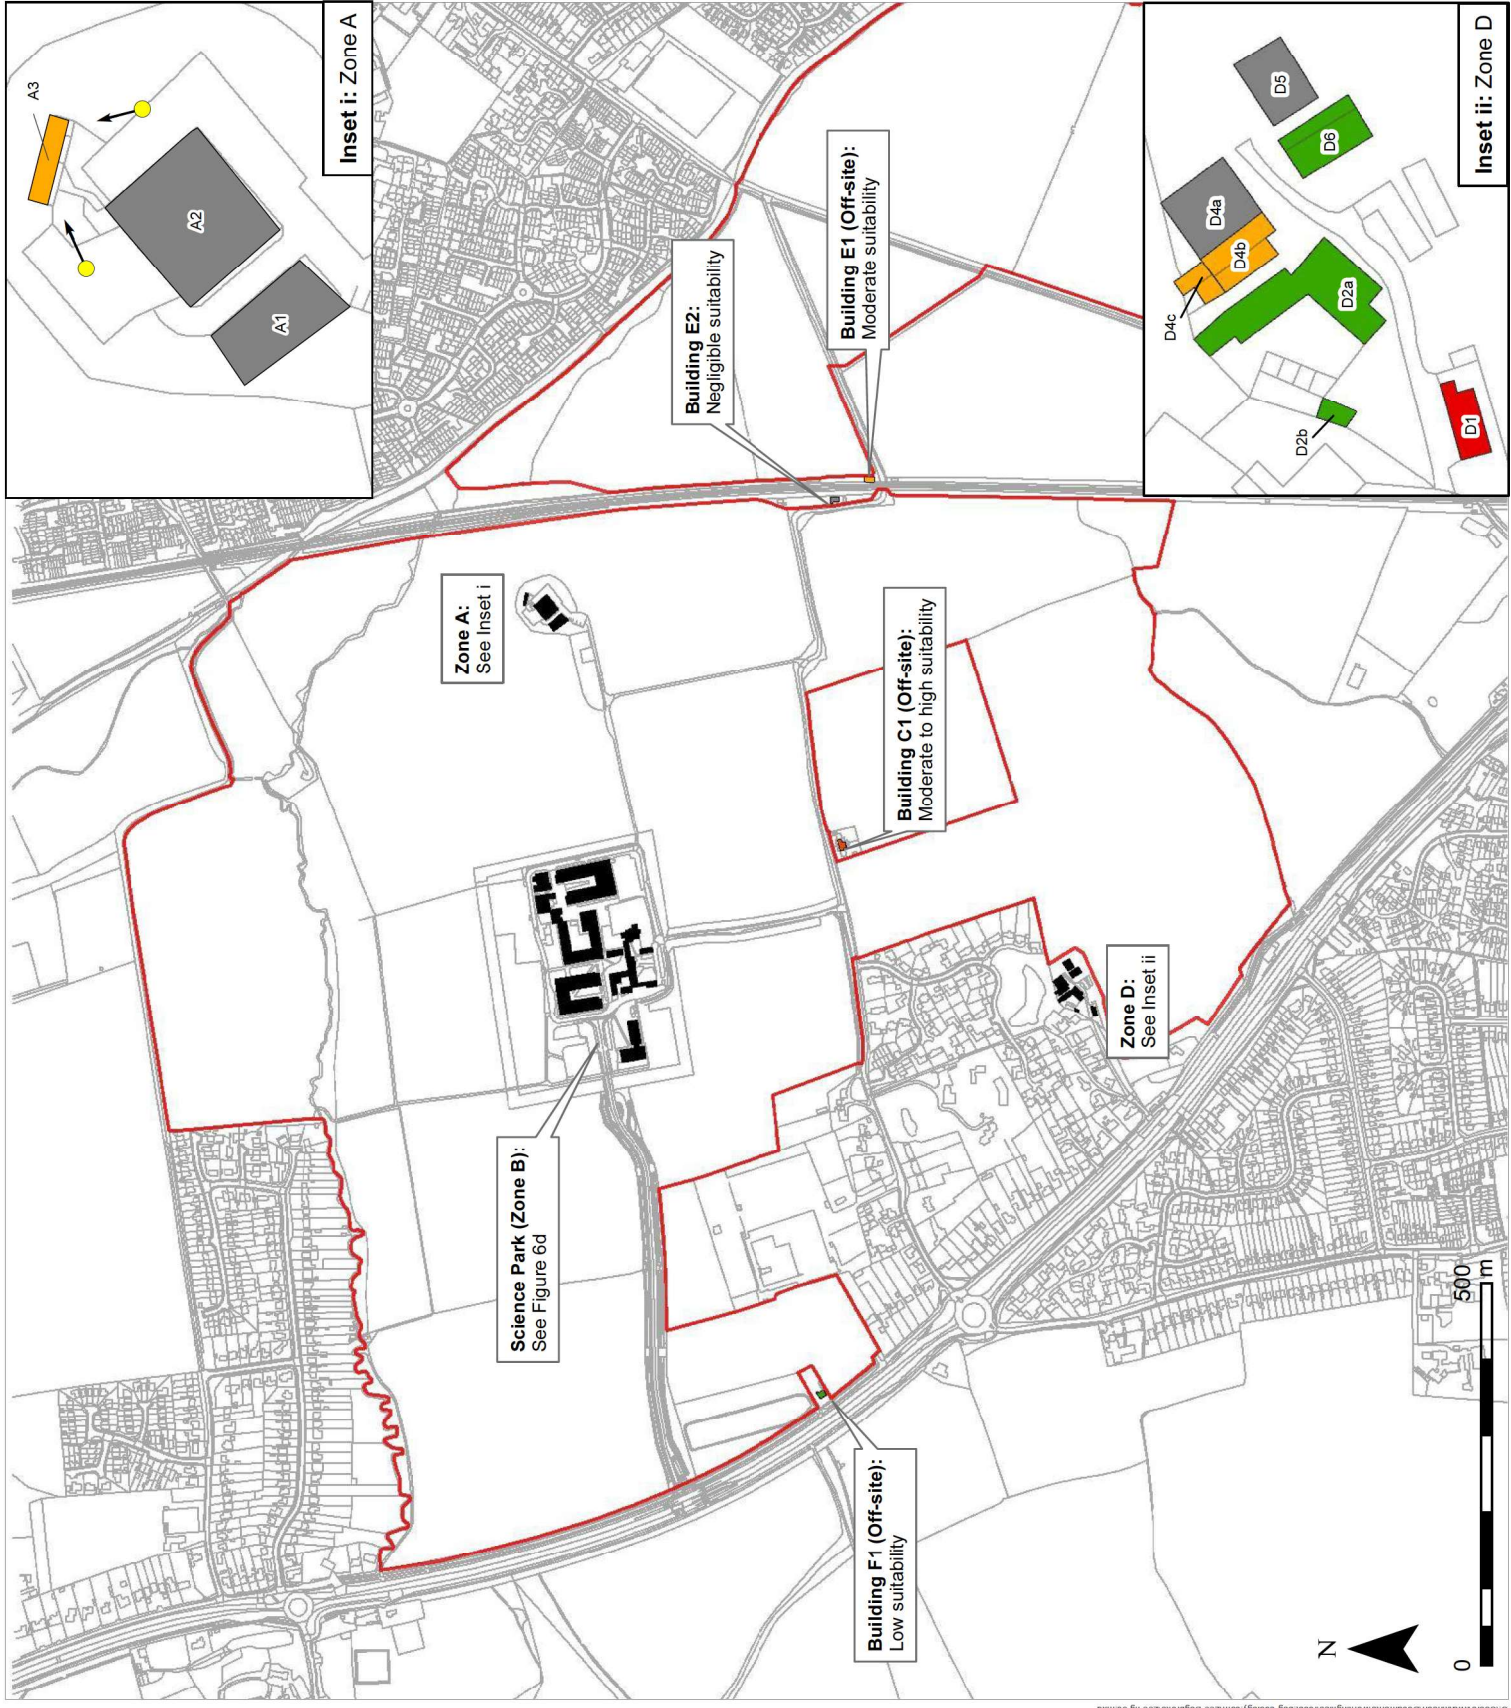 A3
A2
A1
Inset i: Zone A
Building E2:
Negligible suitability
Building E1 (Off-site):
Moderate suitability
Zone A:
See Inset i
Building C1 (Off-site):
Moderate to high suitability
Science Park (Zone B):
See Figure 6d
Zone D:
See Inset ii
Building F1 (Off-site):
Low suitability
D5
D6
D4a
D4b
D4c
D2a
D2b
D1
Inset ii: Zone D
N
0
500
m